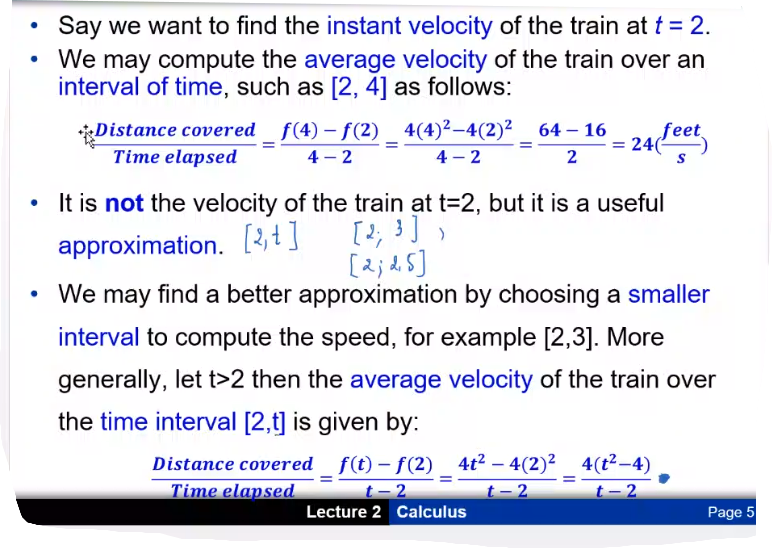 • Say we want to find the instant velocity of the train at t = 2.
• We may compute the average velocity of the train over an
interval of time, such as [2, 4] as follows:
Distance covered / Time elapsed = f(4) − f(2) / 4 − 2 = 4(4)²−4(2)² / 4 − 2 = 64 − 16 / 2 = 24(feet / s)
• It is not the velocity of the train at t=2, but it is a useful
approximation. [2,t] [2; 3] ,
[2; 2.5]
• We may find a better approximation by choosing a smaller
interval to compute the speed, for example [2,3]. More
generally, let t>2 then the average velocity of the train over
the time interval [2,t] is given by:
Distance covered / Time elapsed = f(t) − f(2) / t − 2 = 4t² − 4(2)² / t − 2 = 4(t²−4) / t − 2
Lecture 2 Calculus Page 5